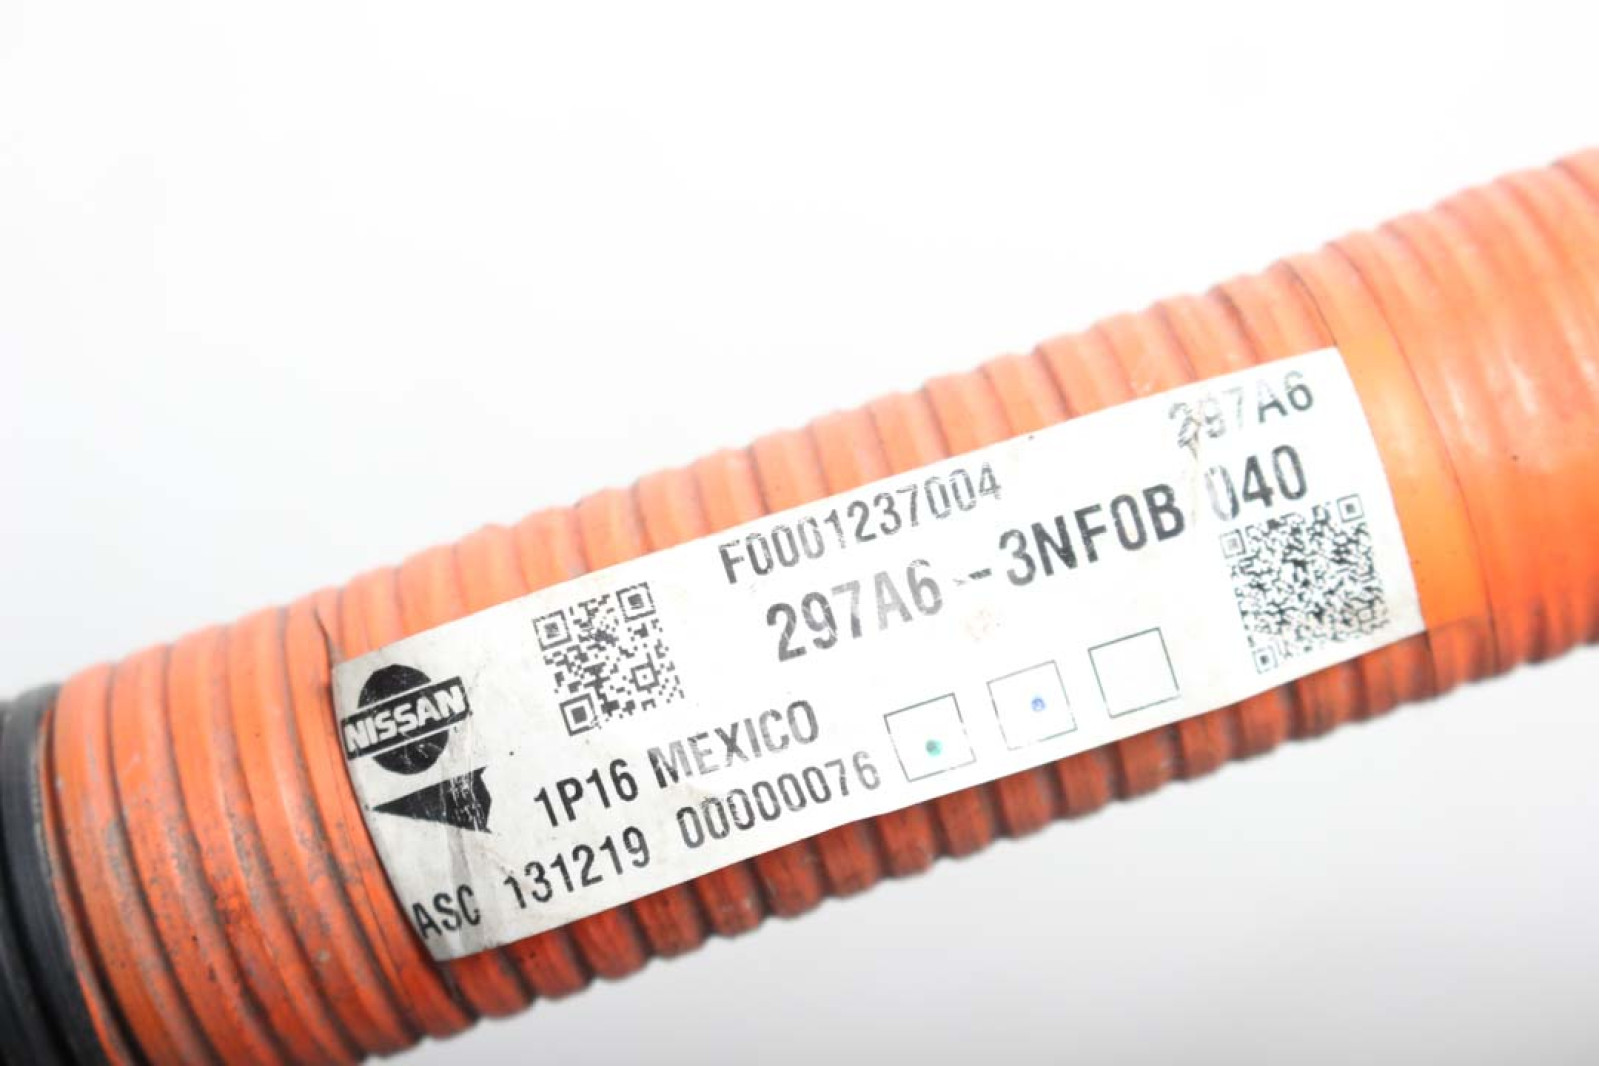 297A6
F0001237004
297A6--3NF0B 040
NISSAN
1P16 MEXICO
ASC 131219 00000076